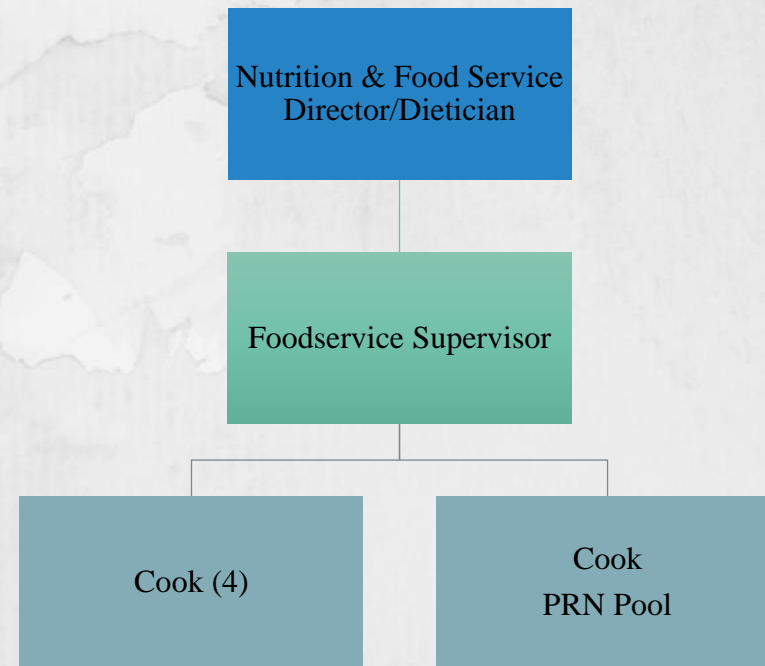 Nutrition & Food Service
Director/Dietician
Foodservice Supervisor
Cook (4)
Cook
PRN Pool